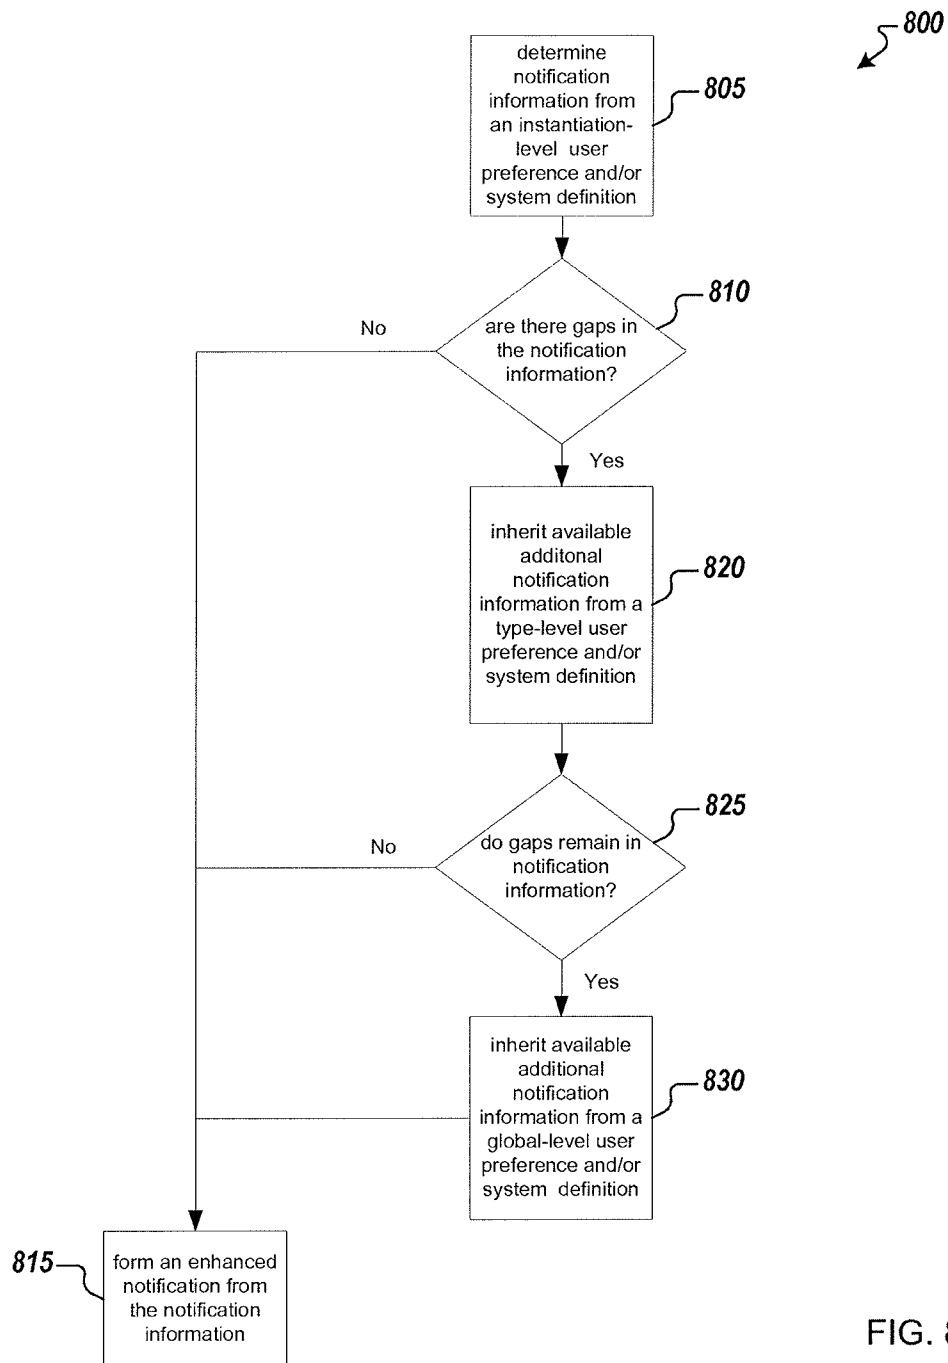 800
determine
notification
information from
an instantiation-
level user
preference and/or
system definition
805
810
No
are there gaps in
the notification
information?
Yes
inherit available
additonal
notification
information from a
type-level user
preference and/or
system definition
820
825
No
do gaps remain in
notification
information?
Yes
inherit available
additional
notification
information from a
global-level user
preference and/or
system definition
830
815
form an enhanced
notification from
the notification
information
FIG. 8